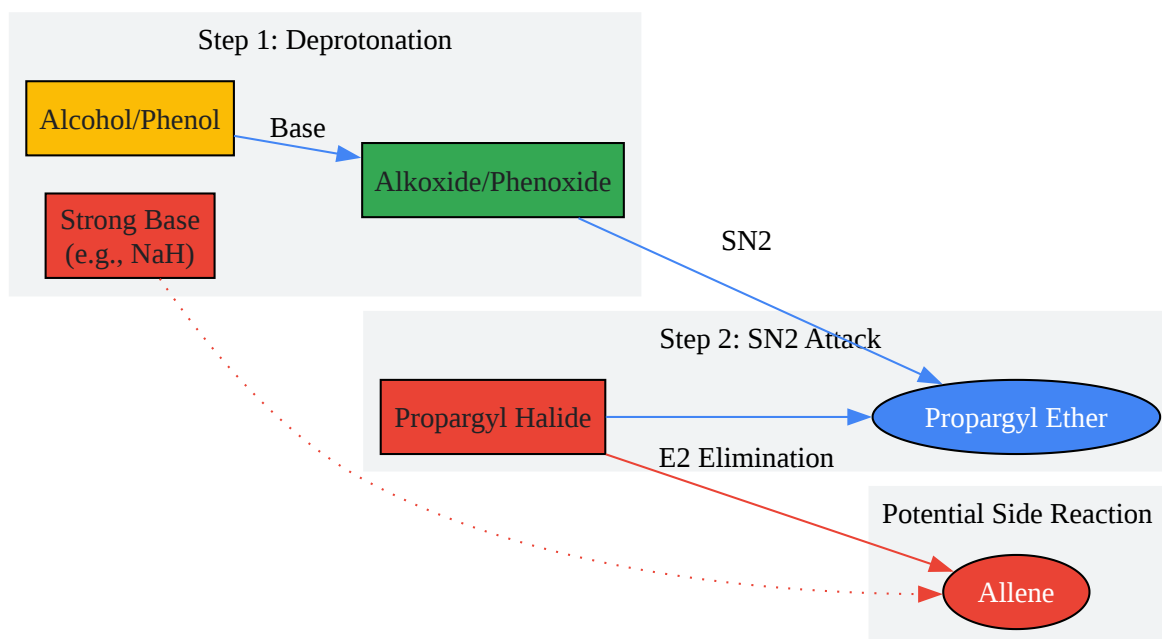 Step 1: Deprotonation
Alcohol/Phenol
Base
Alkoxide/Phenoxide
Strong Base
(e.g., NaH)
SN2
Step 2: SN2 Attack
Propargyl Halide
Propargyl Ether
E2 Elimination
Potential Side Reaction
Allene